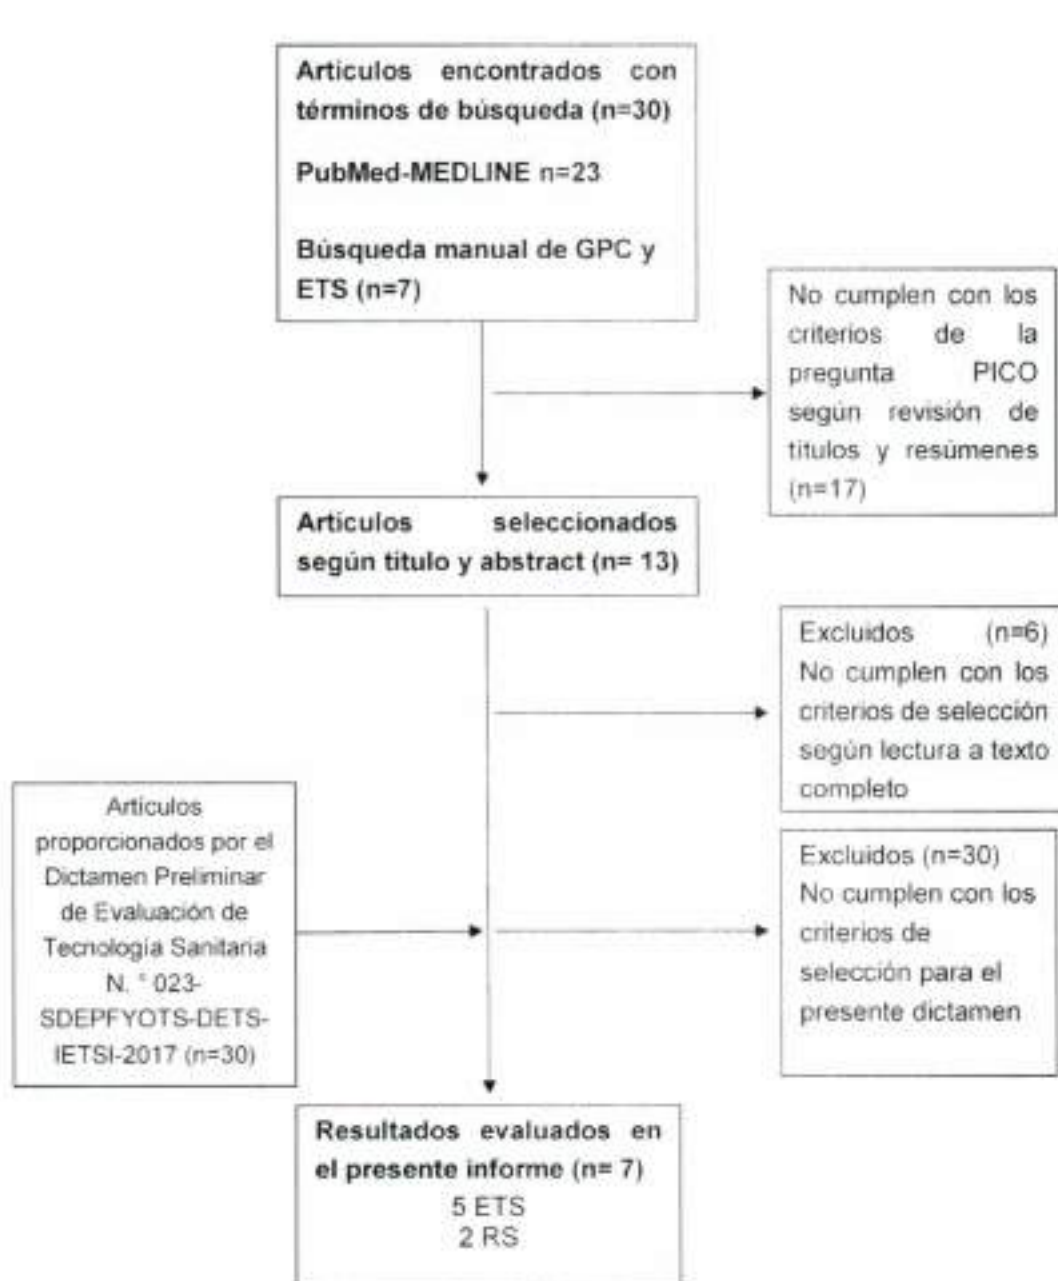 Artículos encontrados con
términos de búsqueda (n=30)
PubMed-MEDLINE n=23
Búsqueda manual de GPC y
ETS (n=7)
No cumplen con los
criterios de la
pregunta PICO
según revisión de
títulos y resúmenes
(n=17)
Artículos seleccionados
según título y abstract (n= 13)
Excluidos (n=6)
No cumplen con los
criterios de selección
según lectura a texto
completo
Artículos
proporcionados por el
Dictamen Preliminar
de Evaluación de
Tecnología Sanitaria
N. ° 023-
SDEPFYOTS-DETS-
IETSI-2017 (n=30)
Excluidos (n=30)
No cumplen con los
criterios de
selección para el
presente dictamen
Resultados evaluados en
el presente informe (n= 7)
5 ETS
2 RS